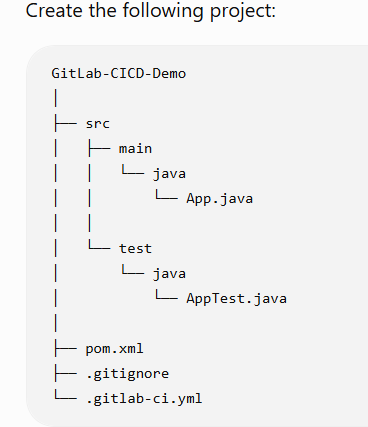 Create the following project:
GitLab-CICD-Demo
│
├── src
│   ├── main
│   │   └── java
│   │       └── App.java
│   │
│   └── test
│       └── java
│           └── AppTest.java
│
├── pom.xml
├── .gitignore
└── .gitlab-ci.yml